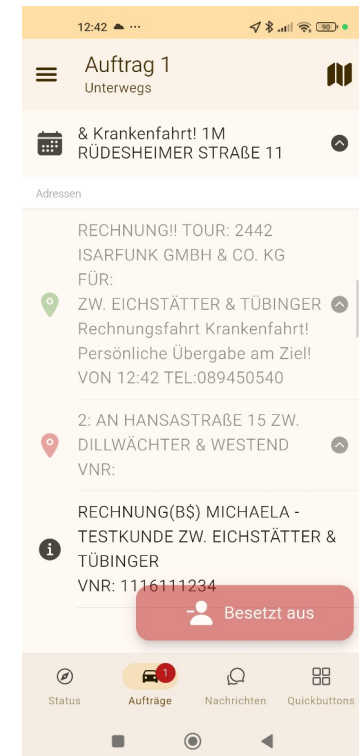 12:42
90
Auftrag 1
Unterwegs
& Krankenfahrt! 1M
RÜDESHEIMER STRAßE 11
Adressen
RECHNUNG!! TOUR: 2442
ISARFUNK GMBH & CO. KG
FÜR:
ZW. EICHSTÄTTER & TÜBINGER
Rechnungsfahrt Krankenfahrt!
Persönliche Übergabe am Ziel!
VON 12:42 TEL:089450540
2: AN HANSASTRAßE 15 ZW.
DILLWÄCHTER & WESTEND
VNR:
RECHNUNG(B$) MICHAELA -
TESTKUNDE ZW. EICHSTÄTTER &
TÜBINGER
VNR: 1116111234
Besetzt aus
1
Status Aufträge Nachrichten Quickbuttons